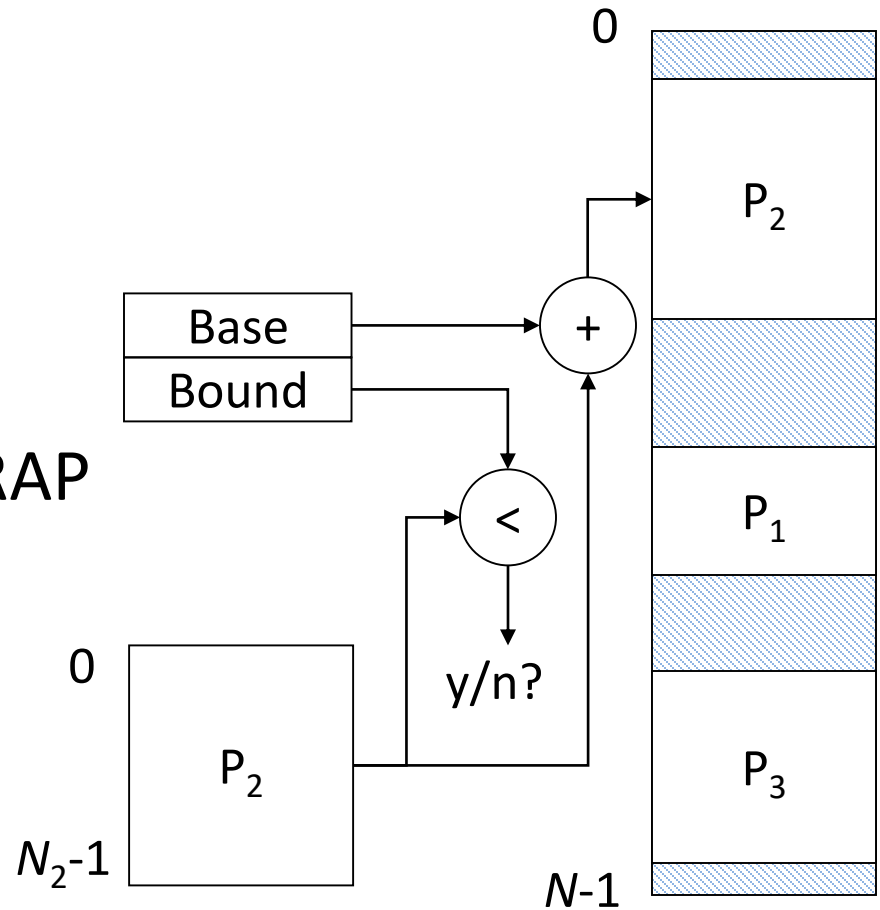 0
P₂
Base
+
Bound
RAP
<
P₁
0
y/n?
P₂
P₃
N₂-1
N-1